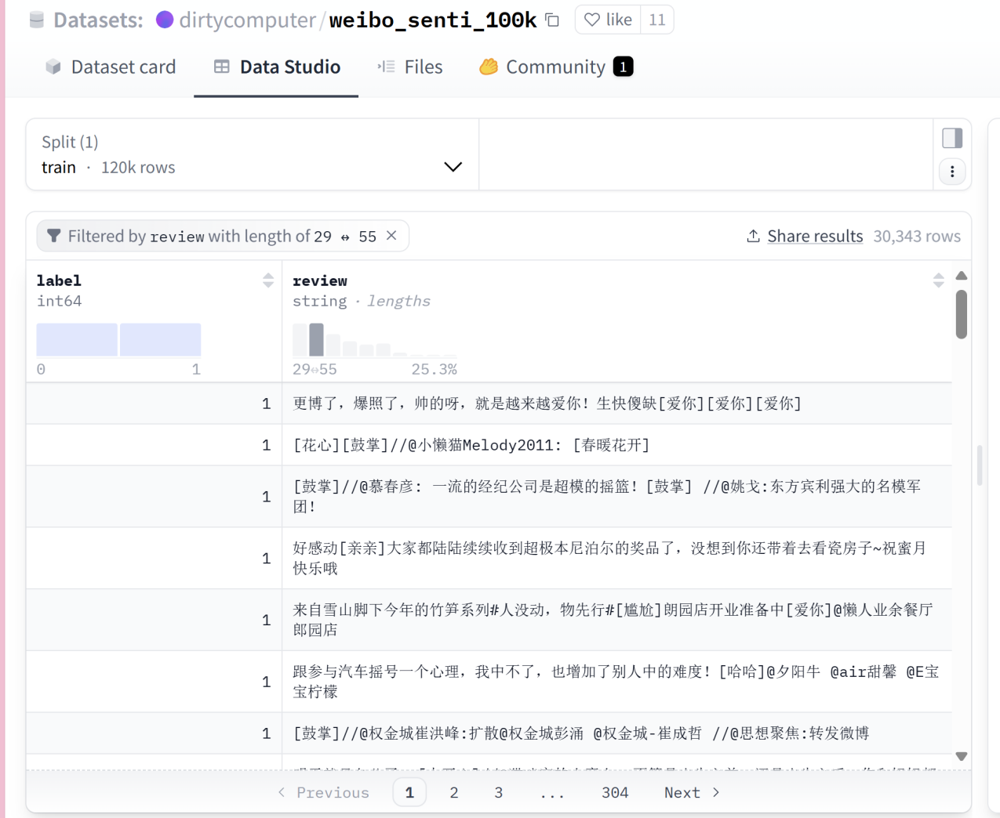 Datasets: dirtycomputer/weibo_senti_100k like 11
Dataset card Data Studio Files Community 1
Split (1)
train · 120k rows
Filtered by review with length of 29 ↔ 55 × Share results 30,343 rows
label review
int64 string · lengths
0 1 29↔55 25.3%
1 更博了，爆照了，帅的呀，就是越来越爱你！生快傻缺[爱你][爱你][爱你]
1 [花心][鼓掌]//@小懒猫Melody2011: [春暖花开]
[鼓掌]//@慕春彦: 一流的经纪公司是超模的摇篮！[鼓掌] //@姚戈:东方宾利强大的名模军
1 团！
好感动[亲亲]大家都陆陆续续收到超极本尼泊尔的奖品了，没想到你还带着去看瓷房子~祝蜜月
1 快乐哦
来自雪山脚下今年的竹笋系列#人没动，物先行#[尴尬]朗园店开业准备中[爱你]@懒人业余餐厅
1 郎园店
跟参与汽车摇号一个心理，我中不了，也增加了别人中的难度！[哈哈]@夕阳牛 @air甜馨 @E宝
1 宝柠檬
1 [鼓掌]//@权金城崔洪峰:扩散@权金城彭涌 @权金城-崔成哲 //@思想聚焦:转发微博
< Previous 1 2 3 ... 304 Next >